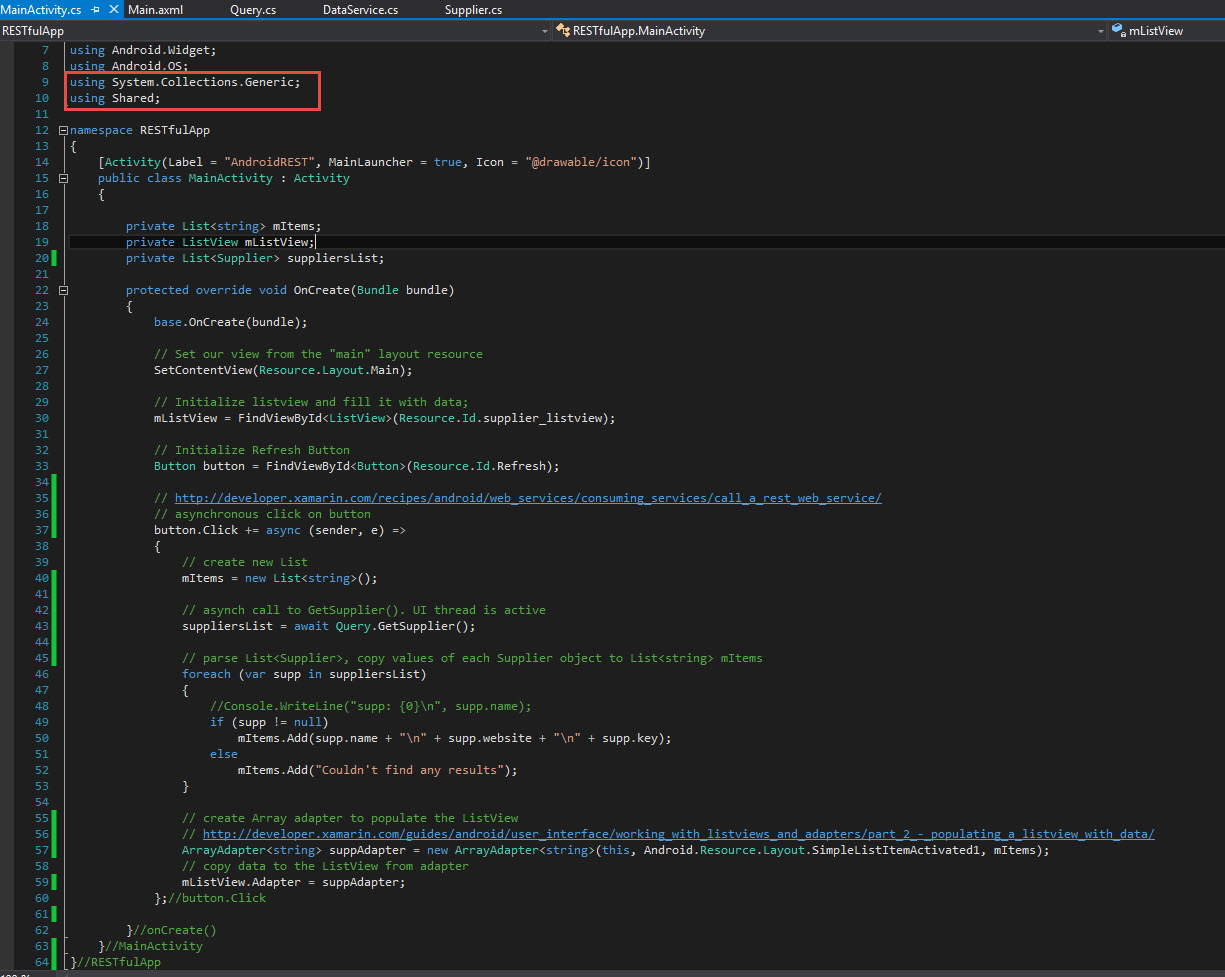 MainActivity.cs Main.axml Query.cs DataService.cs Supplier.cs
RESTfulApp RESTfulApp.MainActivity mListView
7 using Android.Widget;
8 using Android.OS;
9 using System.Collections.Generic;
10 using Shared;
11
12 namespace RESTfulApp
13 {
14 [Activity(Label = "AndroidREST", MainLauncher = true, Icon = "@drawable/icon")]
15 public class MainActivity : Activity
16 {
17
18 private List<string> mItems;
19 private ListView mListView;
20 private List<Supplier> suppliersList;
21
22 protected override void OnCreate(Bundle bundle)
23 {
24 base.OnCreate(bundle);
25
26 // Set our view from the "main" layout resource
27 SetContentView(Resource.Layout.Main);
28
29 // Initialize listview and fill it with data;
30 mListView = FindViewById<ListView>(Resource.Id.supplier_listview);
31
32 // Initialize Refresh Button
33 Button button = FindViewById<Button>(Resource.Id.Refresh);
34
35 // http://developer.xamarin.com/recipes/android/web_services/consuming_services/call_a_rest_web_service/
36 // asynchronous click on button
37 button.Click += async (sender, e) =>
38 {
39 // create new List
40 mItems = new List<string>();
41
42 // asynch call to GetSupplier(). UI thread is active
43 suppliersList = await Query.GetSupplier();
44
45 // parse List<Supplier>, copy values of each Supplier object to List<string> mItems
46 foreach (var supp in suppliersList)
47 {
48 //Console.WriteLine("supp: {0}\n", supp.name);
49 if (supp != null)
50 mItems.Add(supp.name + "\n" + supp.website + "\n" + supp.key);
51 else
52 mItems.Add("Couldn't find any results");
53 }
54
55 // create Array adapter to populate the ListView
56 // http://developer.xamarin.com/guides/android/user_interface/working_with_listviews_and_adapters/part_2_-_populating_a_listview_with_data/
57 ArrayAdapter<string> suppAdapter = new ArrayAdapter<string>(this, Android.Resource.Layout.SimpleListItemActivated1, mItems);
58 // copy data to the ListView from adapter
59 mListView.Adapter = suppAdapter;
60 };//button.Click
61
62 }//onCreate()
63 }//MainActivity
64 }//RESTfulApp